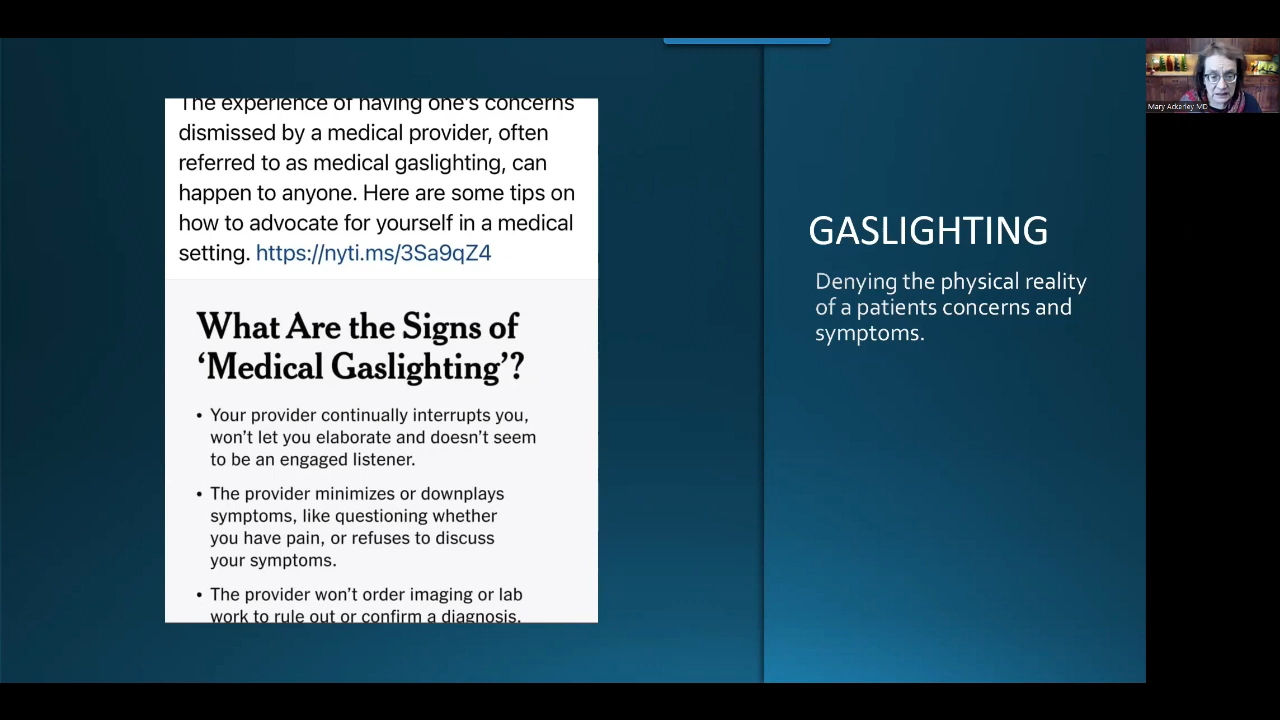 The experience of having one's concerns
dismissed by a medical provider, often
referred to as medical gaslighting, can
happen to anyone. Here are some tips on
how to advocate for yourself in a medical
setting. https://nyti.ms/3Sa9qZ4
What Are the Signs of
‘Medical Gaslighting’?
• Your provider continually interrupts you,
won't let you elaborate and doesn't seem
to be an engaged listener.
• The provider minimizes or downplays
symptoms, like questioning whether
you have pain, or refuses to discuss
your symptoms.
• The provider won't order imaging or lab
work to rule out or confirm a diagnosis.
GASLIGHTING
Denying the physical reality
of a patients concerns and
symptoms.
Mary Ackerley MD